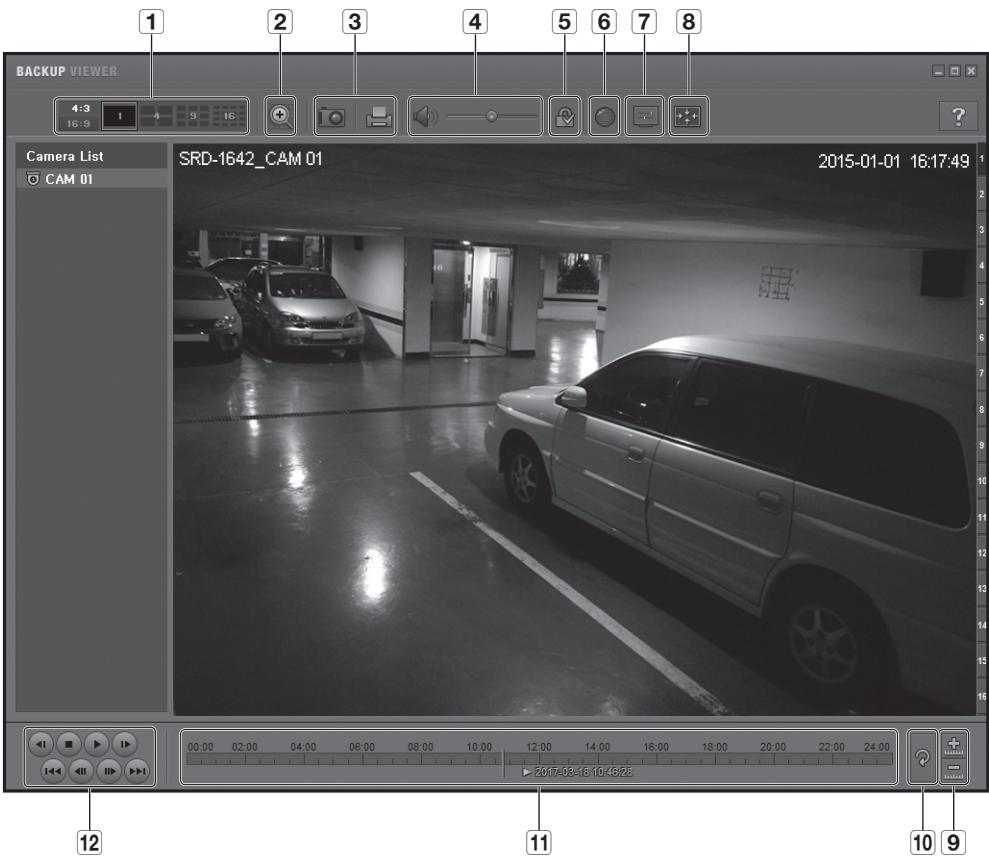 1 2 3 4 5 6 7 8
BACKUP VIEWER
4:3
16:9
1 4 9 16
?
Camera List
CAM 01
SRD-1642_CAM 01
2015-01-01 16:17:49
1
2
3
4
5
6
7
8
9
10
11
12
13
14
15
16
00:00 02:00 04:00 06:00 08:00 10:00 12:00 14:00 16:00 18:00 20:00 22:00 24:00
2017-03-18 10:46:28
12 11 10 9